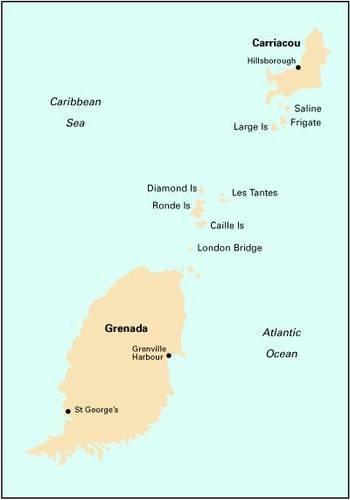 Carriacou
Hillsborough
Caribbean
Sea
Saline
Frigate
Large Is
Diamond Is
Les Tantes
Ronde Is
Caille Is
London Bridge
Grenada
Atlantic
Ocean
Grenville
Harbour
St George's